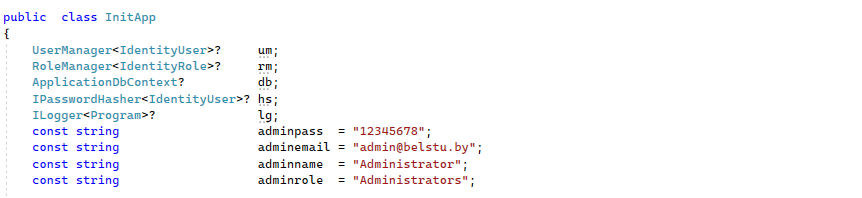 public  class InitApp
{
    UserManager<IdentityUser>?     um;
    RoleManager<IdentityRole>?     rm;
    ApplicationDbContext?          db;
    IPasswordHasher<IdentityUser>? hs;
    ILogger<Program>?              lg;
    const string                   adminpass  = "12345678";
    const string                   adminemail = "admin@belstu.by";
    const string                   adminname  = "Administrator";
    const string                   adminrole  = "Administrators";